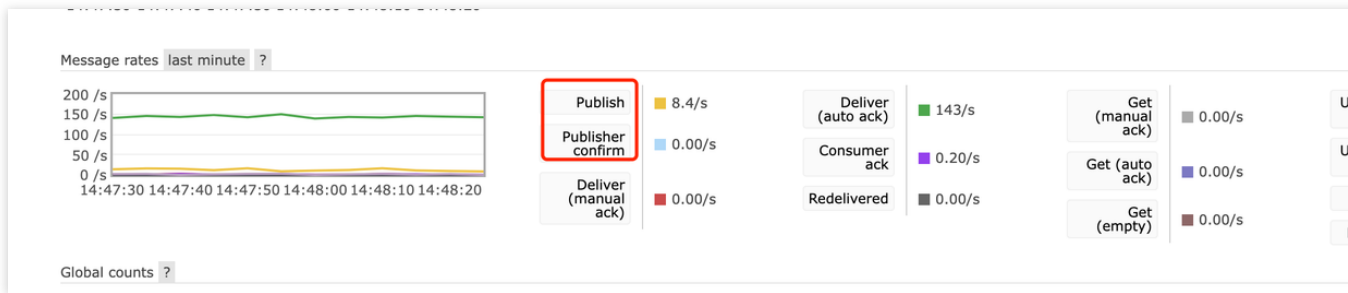 Message rates last minute ?
200 /s
150 /s
100 /s
50 /s
0 /s
14:47:30 14:47:40 14:47:50 14:48:00 14:48:10 14:48:20
Publish
8.4/s
Publisher
confirm
0.00/s
Deliver
(manual
ack)
0.00/s
Deliver
(auto ack)
143/s
Consumer
ack
0.20/s
Redelivered
0.00/s
Get
(manual
ack)
0.00/s
Get (auto
ack)
0.00/s
Get
(empty)
0.00/s
U
U
Global counts ?